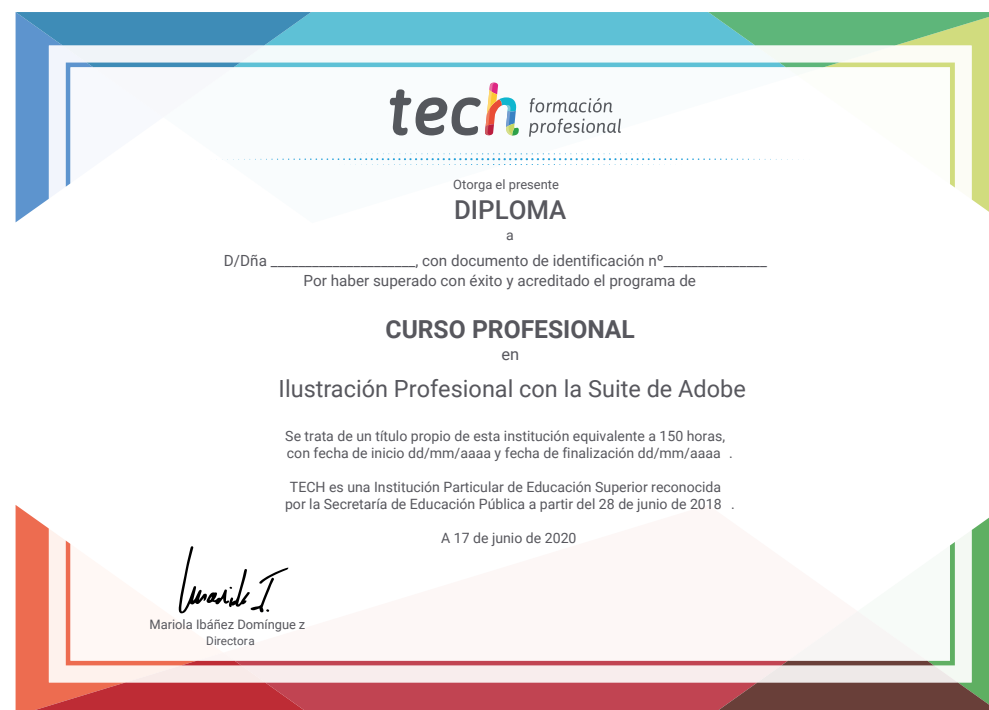 tech formación
profesional
Otorga el presente
DIPLOMA
a
D/Dña ____________________, con documento de identificación nº______________
Por haber superado con éxito y acreditado el programa de
CURSO PROFESIONAL
en
Ilustración Profesional con la Suite de Adobe
Se trata de un título propio de esta institución equivalente a 150 horas,
con fecha de inicio dd/mm/aaaa y fecha de finalización dd/mm/aaaa .
TECH es una Institución Particular de Educación Superior reconocida
por la Secretaría de Educación Pública a partir del 28 de junio de 2018 .
A 17 de junio de 2020
Mariola Ibáñez Domíngue z
Directora